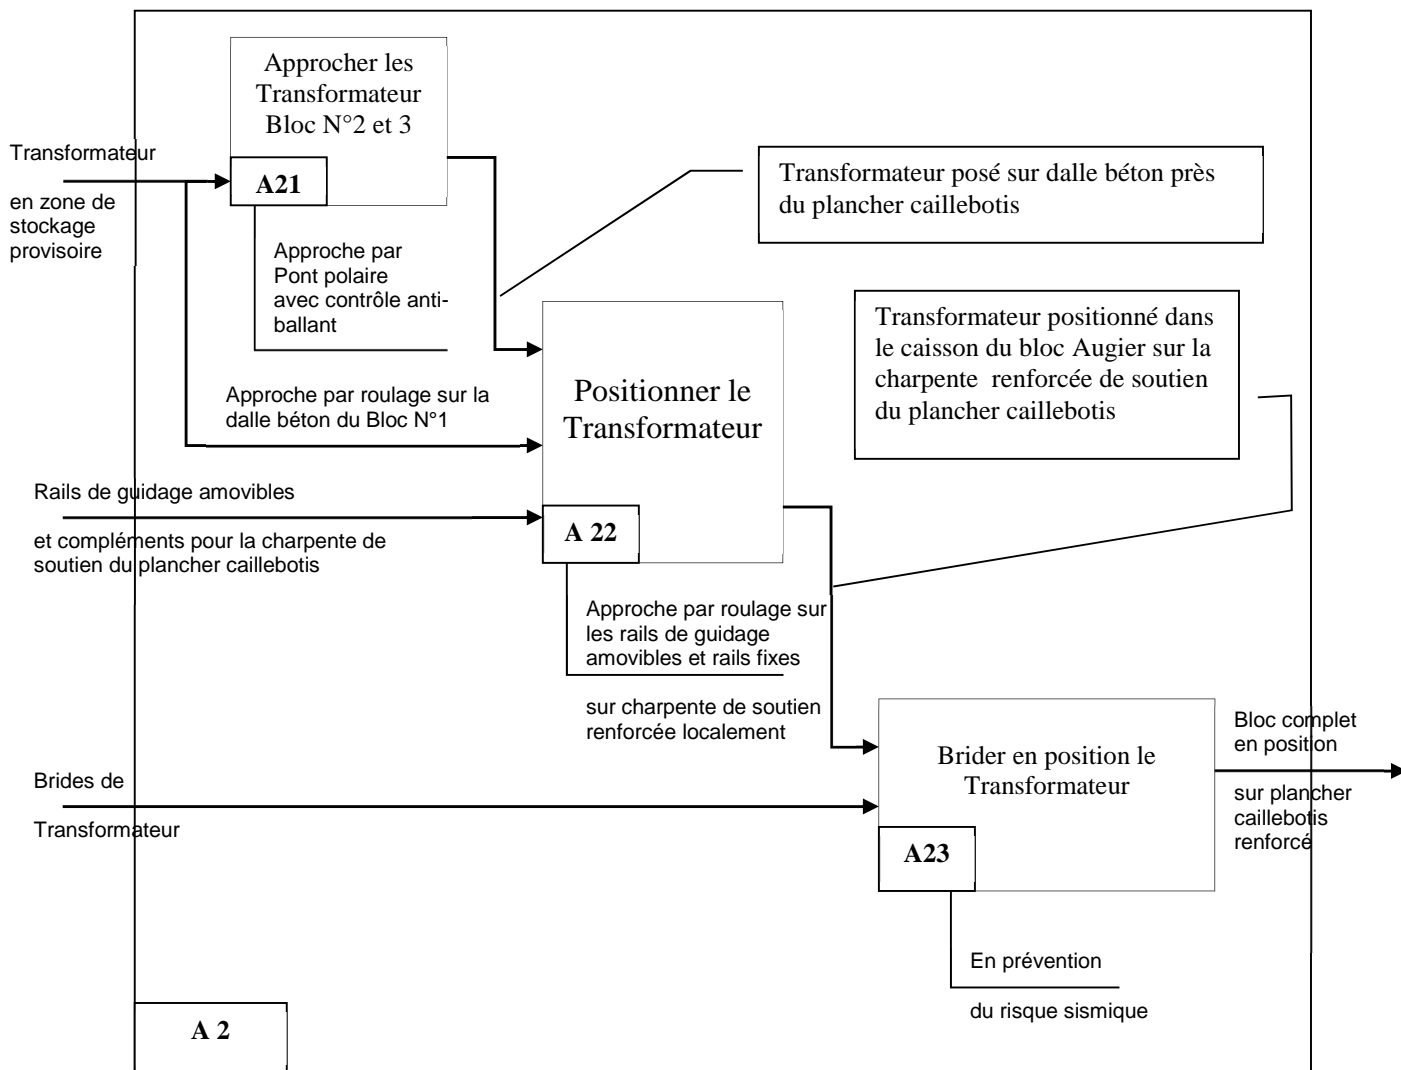 Approcher les
Transformateur
Bloc N°2 et 3
A21
Transformateur
en zone de
stockage
provisoire
Approche par
Pont polaire
avec contrôle anti-
ballant
Transformateur posé sur dalle béton près
du plancher caillebotis
Transformateur positionné dans
le caisson du bloc Augier sur la
charpente renforcée de soutien
du plancher caillebotis
Approche par roulage sur la
dalle béton du Bloc N°1
Positionner le
Transformateur
A 22
Rails de guidage amovibles
et compléments pour la charpente de
soutien du plancher caillebotis
Approche par roulage sur
les rails de guidage
amovibles et rails fixes
sur charpente de soutien
renforcée localement
Brider en position le
Transformateur
A23
Bloc complet
en position
sur plancher
caillebotis
renforcé
Brides de
Transformateur
En prévention
du risque sismique
A 2